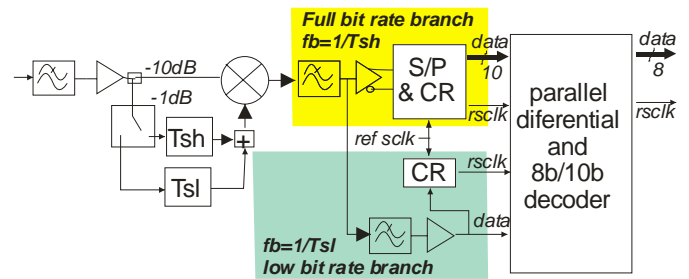 Full bit rate branch
fb=1/Tsh
data
10
data
8
-10dB
-1dB
S/P
& CR
rsclk
rsclk
parallel
diferential
and
8b/10b
decoder
Tsh
+
ref sclk
Tsl
CR
rsclk
data
fb=1/Tsl
low bit rate branch